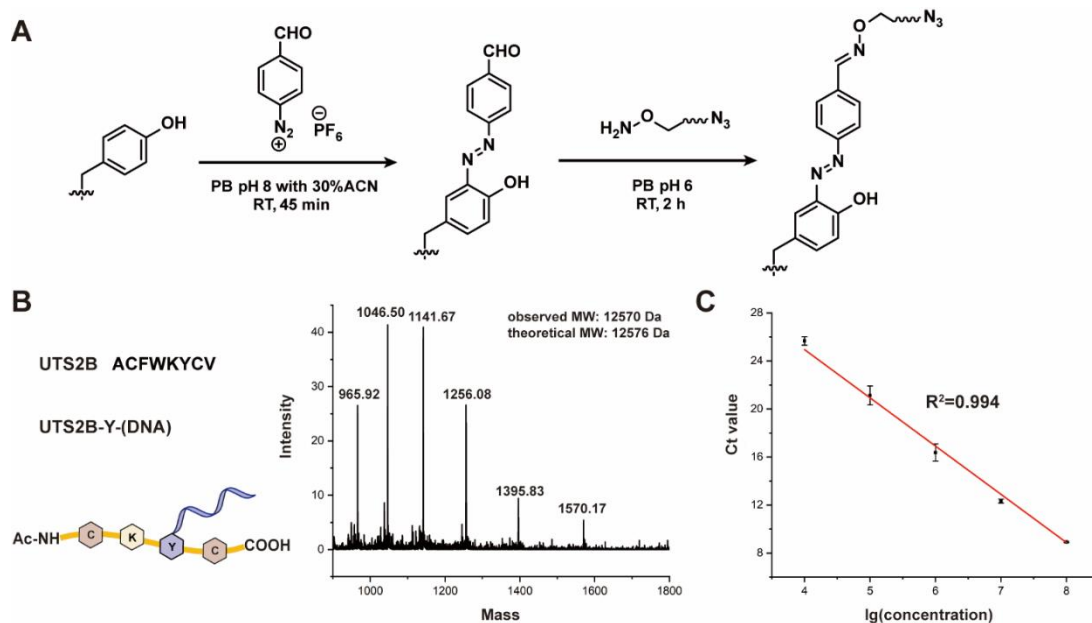 A
CHO
N2
⊕
⊖
PF6
PB pH 8 with 30%ACN
RT, 45 min
OH
CHO
N
N
OH
H2N
O
N3
PB pH 6
RT, 2 h
O
N3
N
N
N
OH
B
UTS2B ACFWKYCV
UTS2B-Y-(DNA)
Ac-NH
C
K
Y
C
COOH
observed MW: 12570 Da
theoretical MW: 12576 Da
1046.50
1141.67
965.92
1256.08
1395.83
1570.17
Intensity
40
30
20
10
0
1000 1200 1400 1600 1800
Mass
C
R2=0.994
Ct value
28
24
20
16
12
8
4 5 6 7 8
lg(concentration)